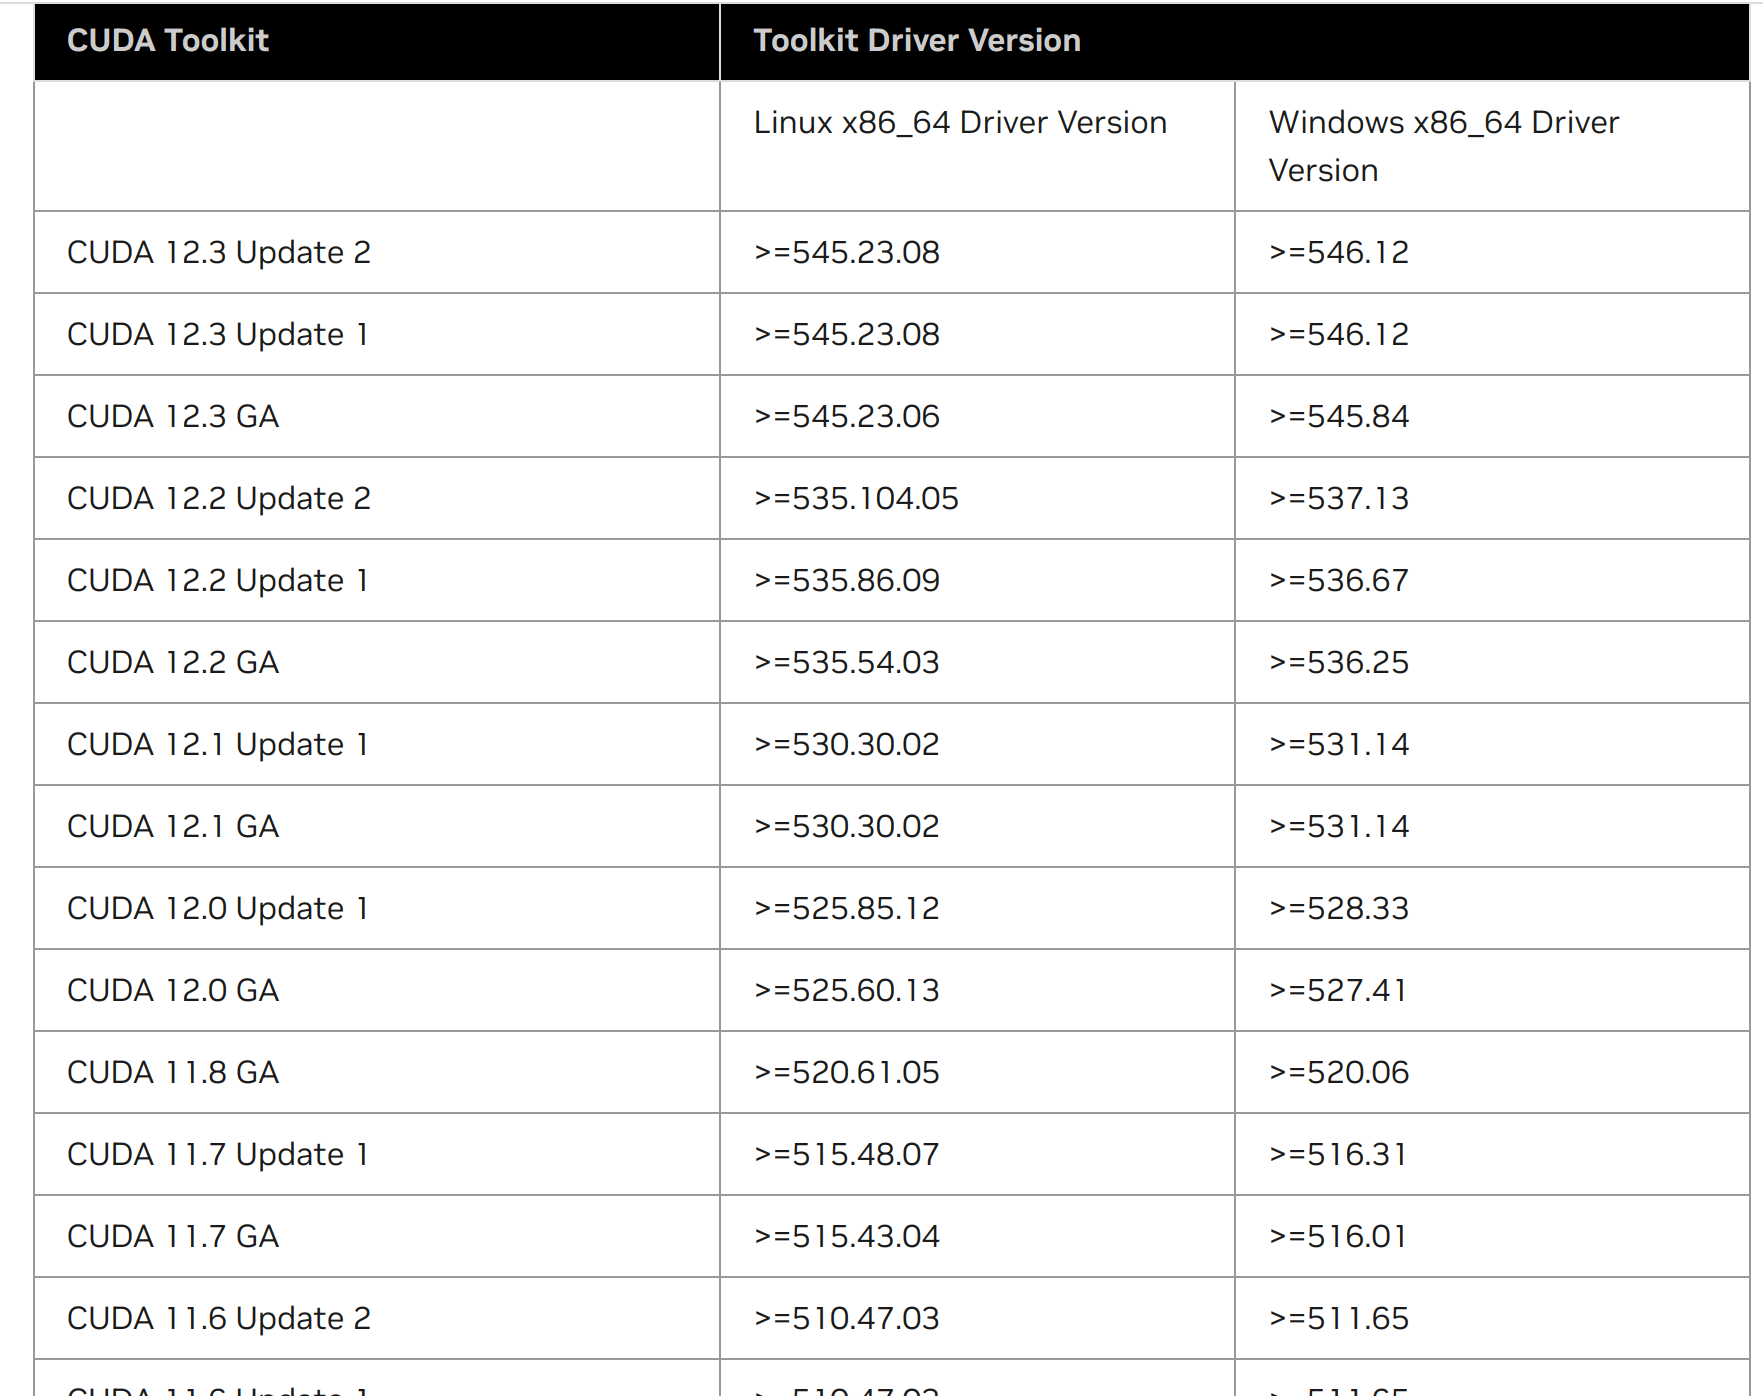 CUDA Toolkit Toolkit Driver Version
Linux x86_64 Driver Version Windows x86_64 Driver
Version
CUDA 12.3 Update 2 >=545.23.08 >=546.12
CUDA 12.3 Update 1 >=545.23.08 >=546.12
CUDA 12.3 GA >=545.23.06 >=545.84
CUDA 12.2 Update 2 >=535.104.05 >=537.13
CUDA 12.2 Update 1 >=535.86.09 >=536.67
CUDA 12.2 GA >=535.54.03 >=536.25
CUDA 12.1 Update 1 >=530.30.02 >=531.14
CUDA 12.1 GA >=530.30.02 >=531.14
CUDA 12.0 Update 1 >=525.85.12 >=528.33
CUDA 12.0 GA >=525.60.13 >=527.41
CUDA 11.8 GA >=520.61.05 >=520.06
CUDA 11.7 Update 1 >=515.48.07 >=516.31
CUDA 11.7 GA >=515.43.04 >=516.01
CUDA 11.6 Update 2 >=510.47.03 >=511.65